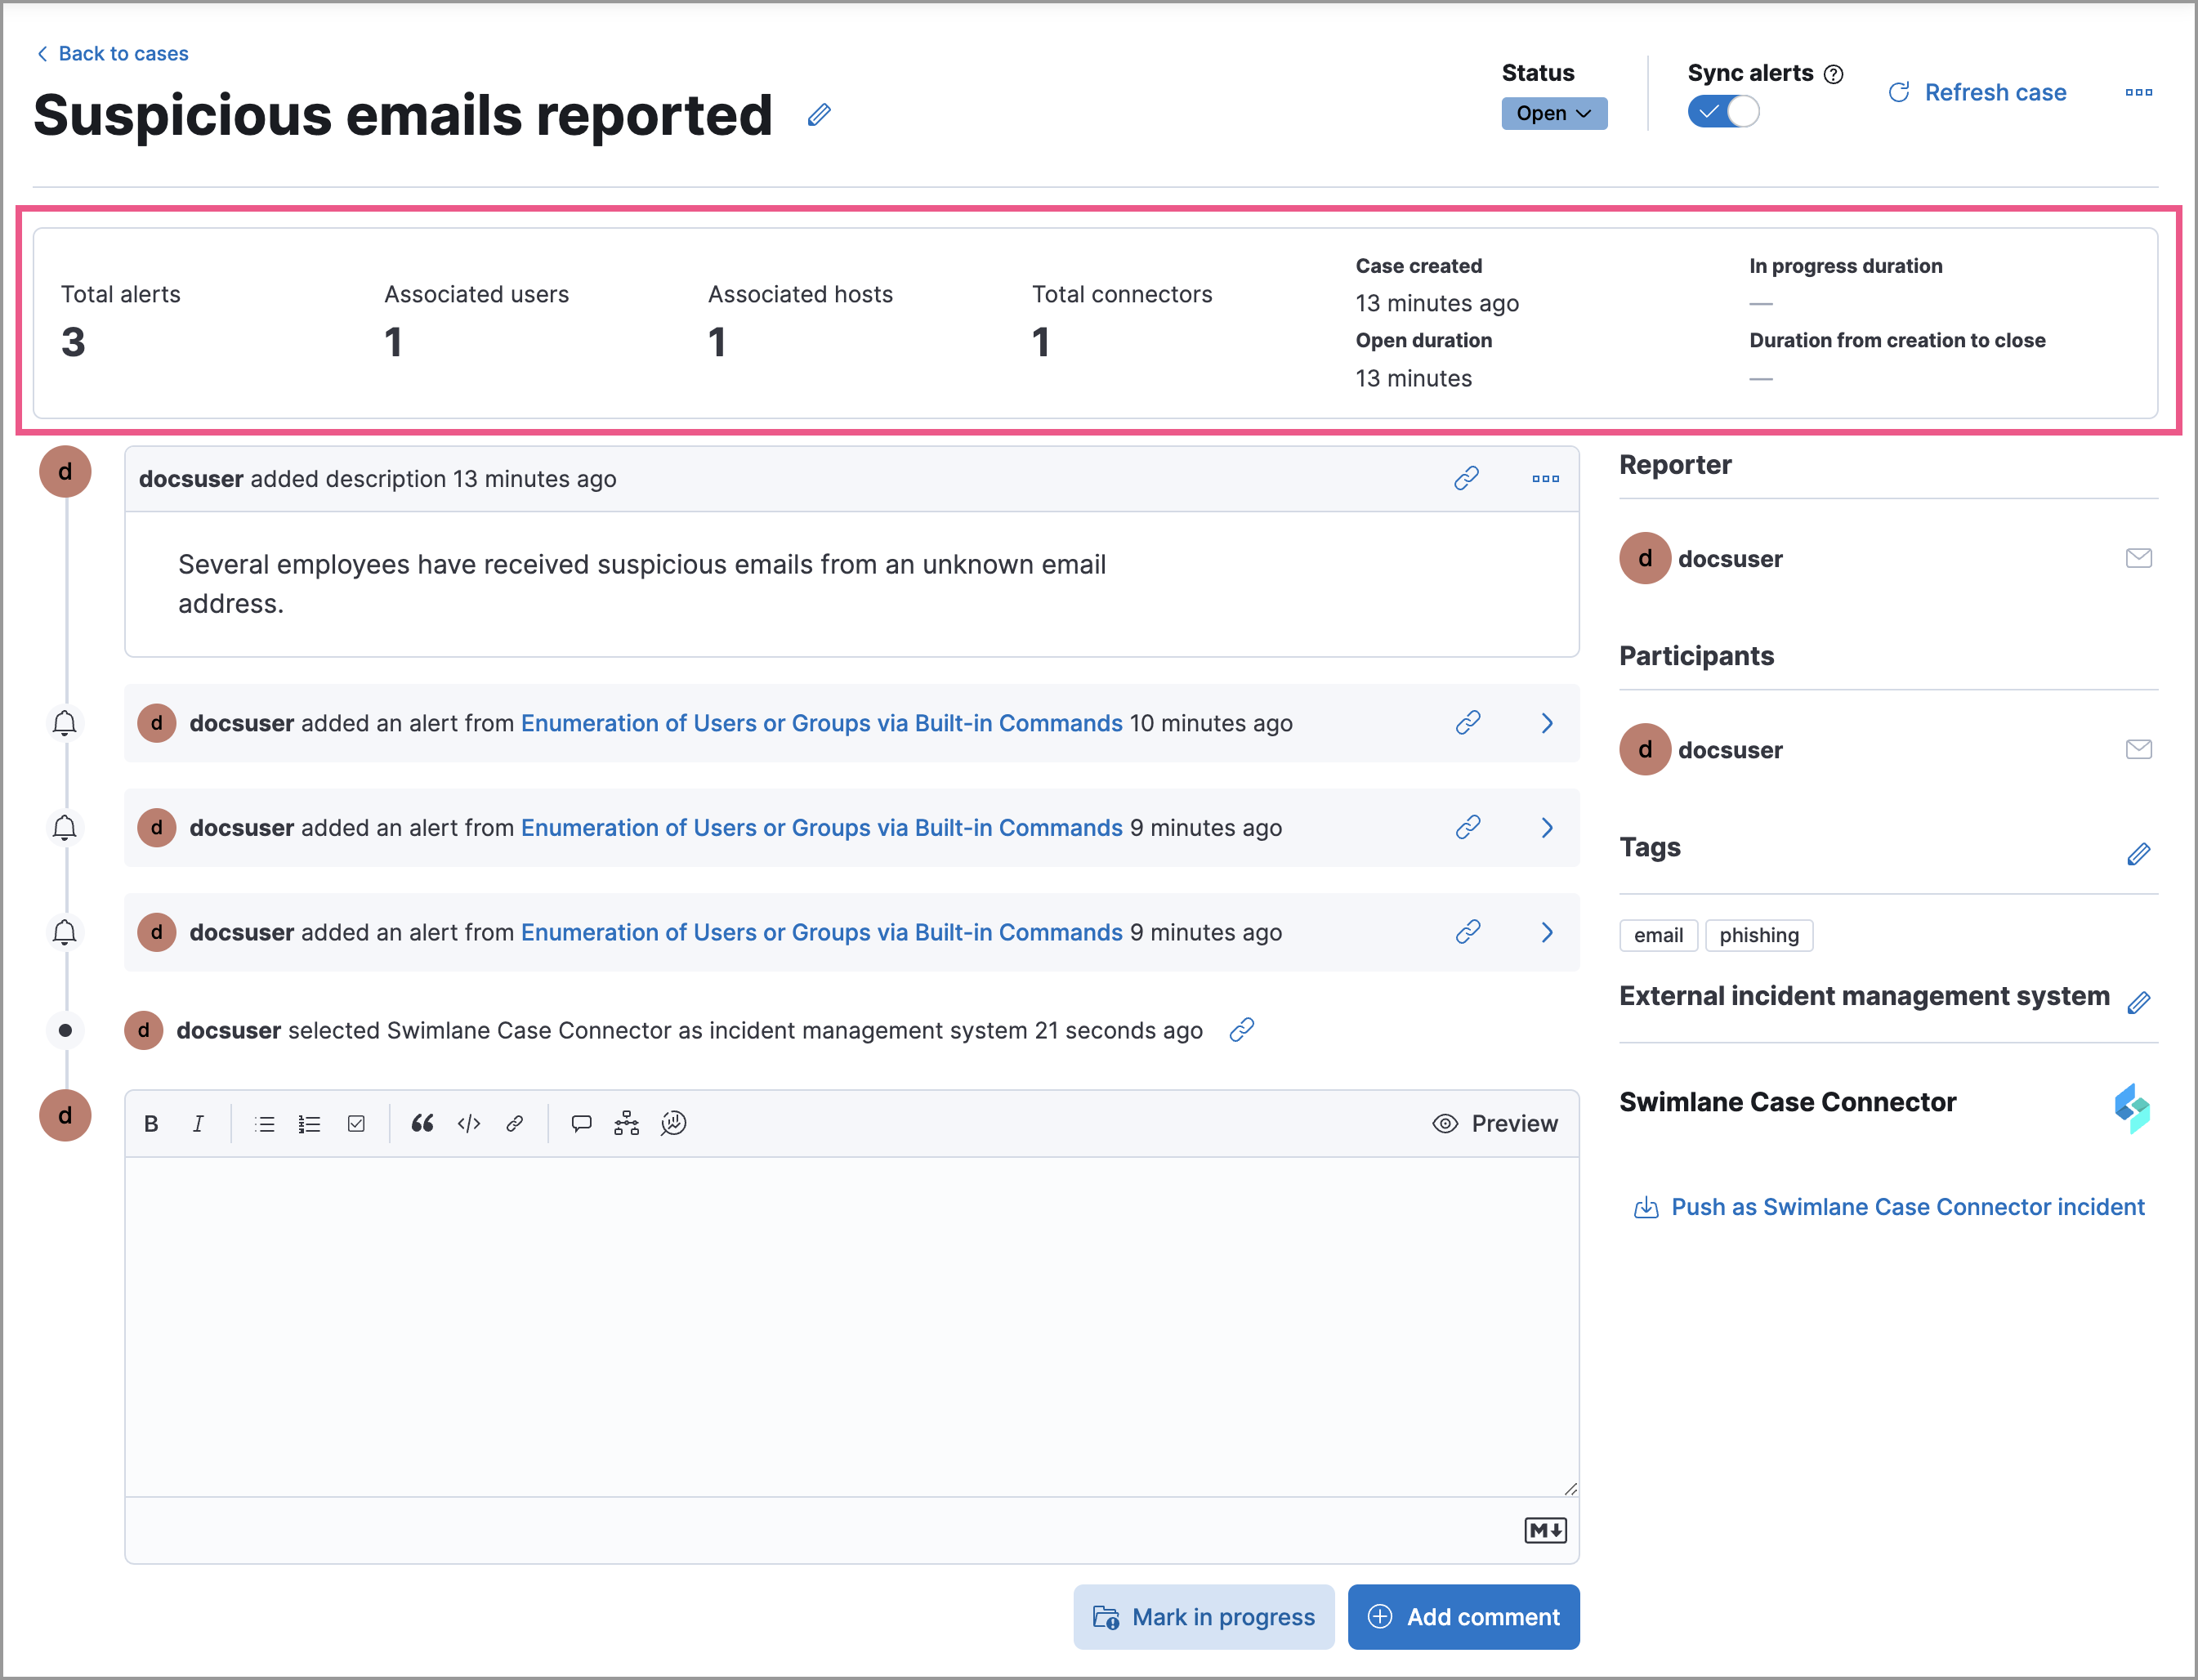 Back to cases
Suspicious emails reported
Status
Open
Sync alerts
Refresh case
Total alerts
3
Associated users
1
Associated hosts
1
Total connectors
1
Case created
13 minutes ago
Open duration
13 minutes
In progress duration
—
Duration from creation to close
—
d
docsuser added description 13 minutes ago
Several employees have received suspicious emails from an unknown email
address.
d docsuser added an alert from Enumeration of Users or Groups via Built-in Commands 10 minutes ago
d docsuser added an alert from Enumeration of Users or Groups via Built-in Commands 9 minutes ago
d docsuser added an alert from Enumeration of Users or Groups via Built-in Commands 9 minutes ago
d docsuser selected Swimlane Case Connector as incident management system 21 seconds ago
d
B I Preview
M
Mark in progress
Add comment
Reporter
d docsuser
Participants
d docsuser
Tags
email phishing
External incident management system
Swimlane Case Connector
Push as Swimlane Case Connector incident